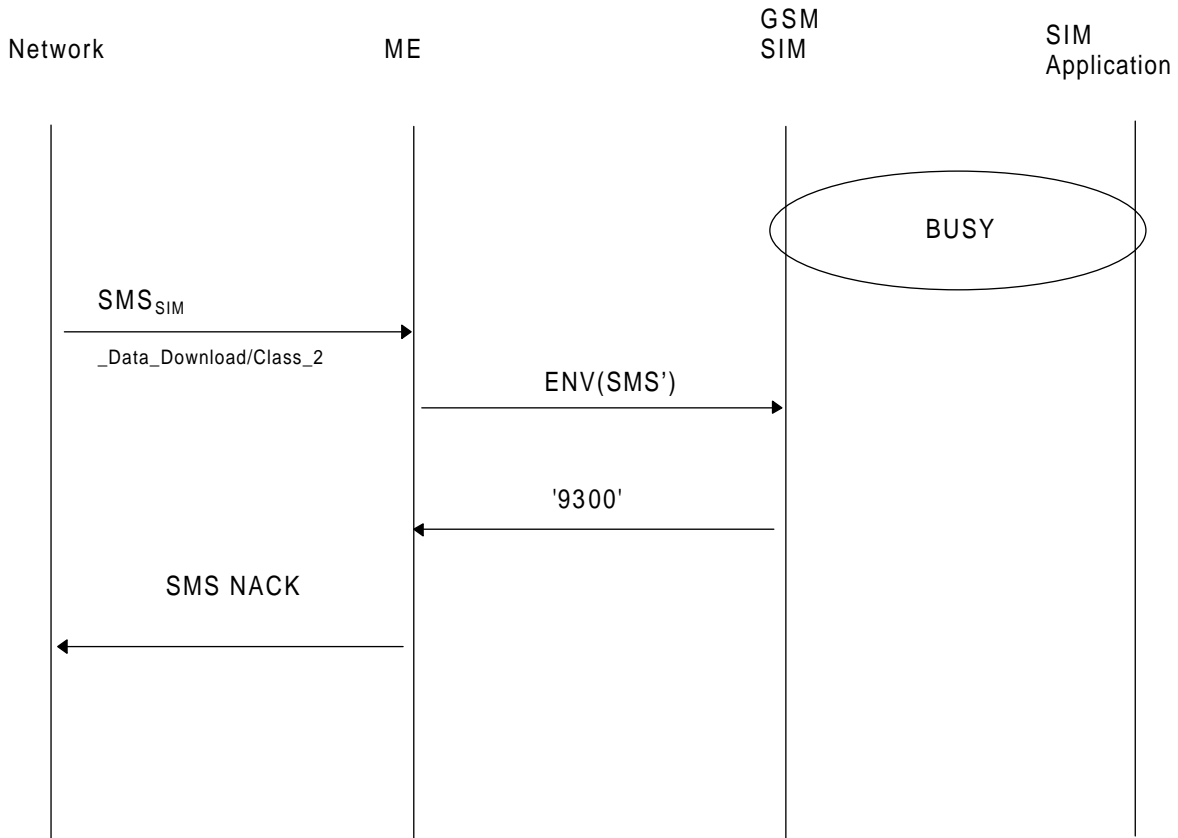 Network
ME
GSM
SIM
SIM
Application
BUSY
SMS_SIM
_Data_Download/Class_2
ENV(SMS’)
'9300'
SMS NACK